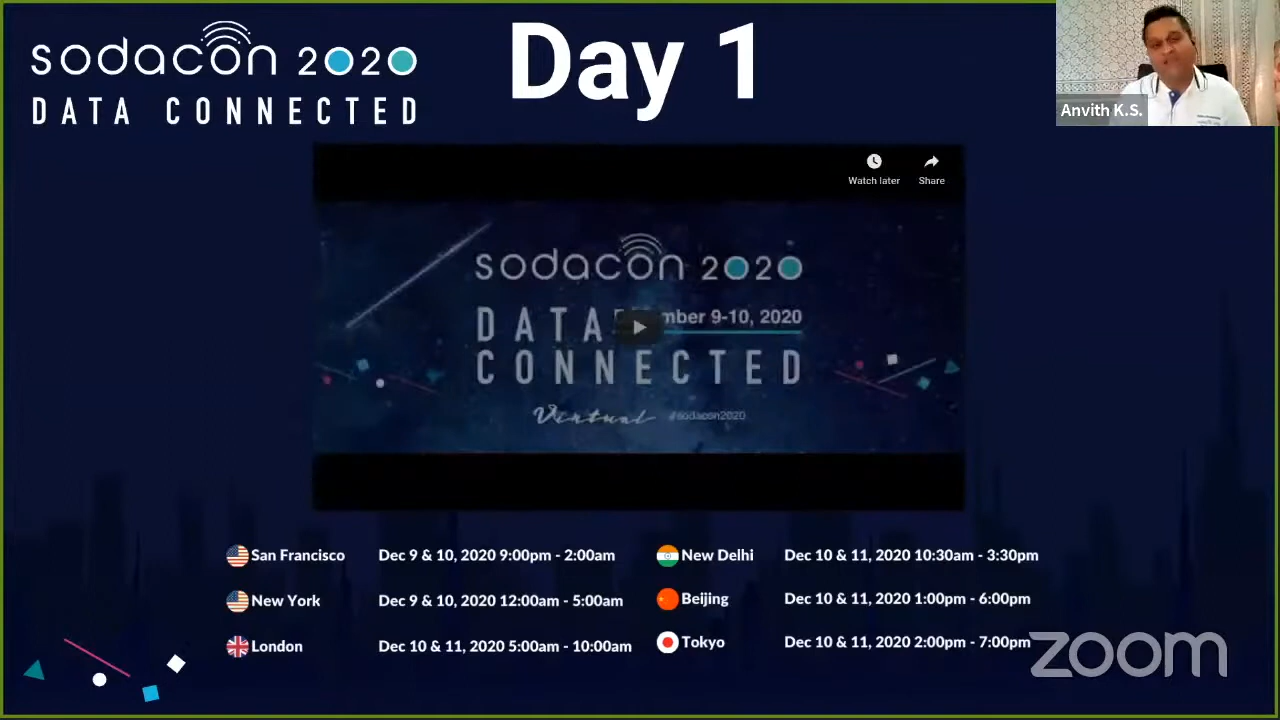 sodacon 2020
DATA CONNECTED
Day 1
Anvith K.S.
Watch later
Share
sodacon 2020
DATA
mber 9-10, 2020
CONNECTED
Virtual
#sodacon2020
San Francisco Dec 9 & 10, 2020 9:00pm - 2:00am
New York Dec 9 & 10, 2020 12:00am - 5:00am
London Dec 10 & 11, 2020 5:00am - 10:00am
New Delhi Dec 10 & 11, 2020 10:30am - 3:30pm
Beijing Dec 10 & 11, 2020 1:00pm - 6:00pm
Tokyo Dec 10 & 11, 2020 2:00pm - 7:00pm
zoom